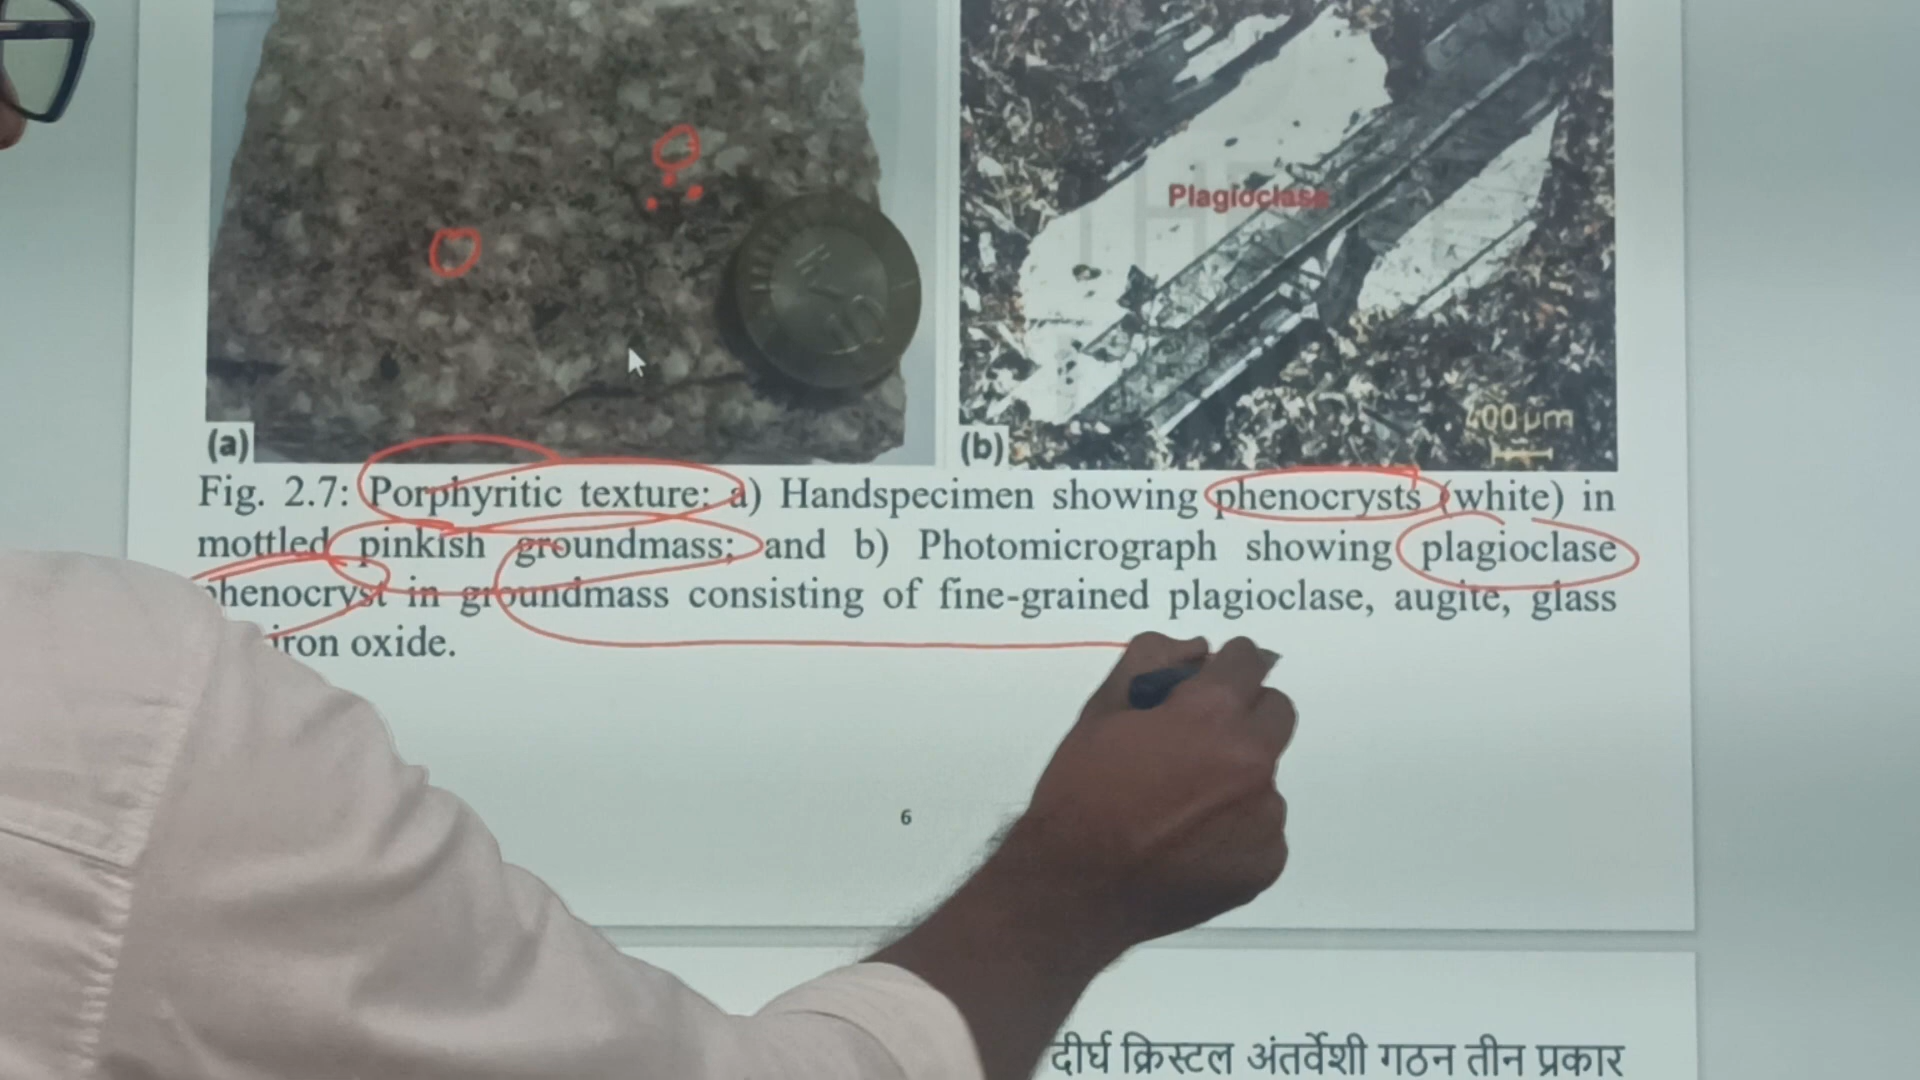 Plagioclase
400 µm
(a)
(b)
Fig. 2.7: Porphyritic texture: a) Handspecimen showing phenocrysts (white) in
mottled pinkish groundmass; and b) Photomicrograph showing plagioclase
phenocryst in groundmass consisting of fine-grained plagioclase, augite, glass
iron oxide.
6
दीर्घ क्रिस्टल अंतर्वेशी गठन तीन प्रकार